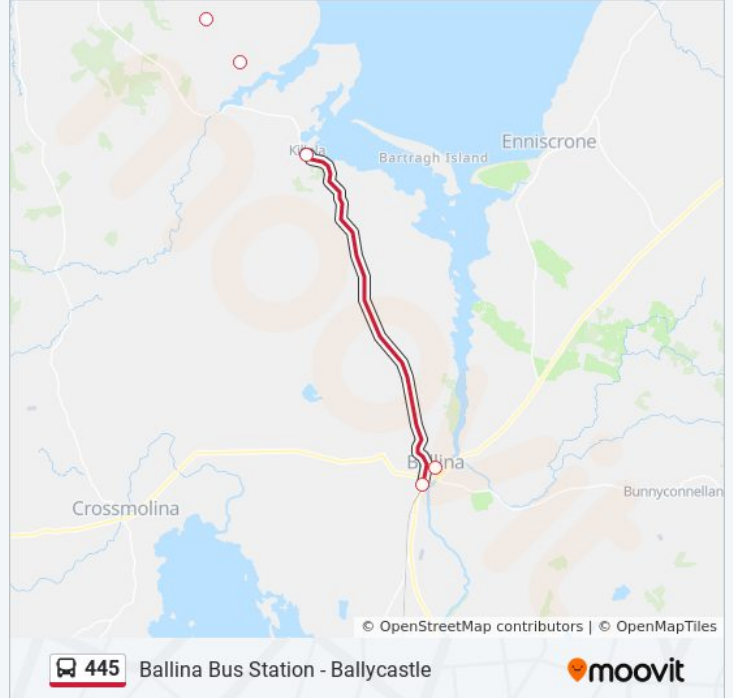 Enniscrone
Killala
Bartragh Island
Ballina
Bunnyconnellan
Crossmolina
© OpenStreetMap contributors | © OpenMapTiles
445 Ballina Bus Station - Ballycastle
moovit